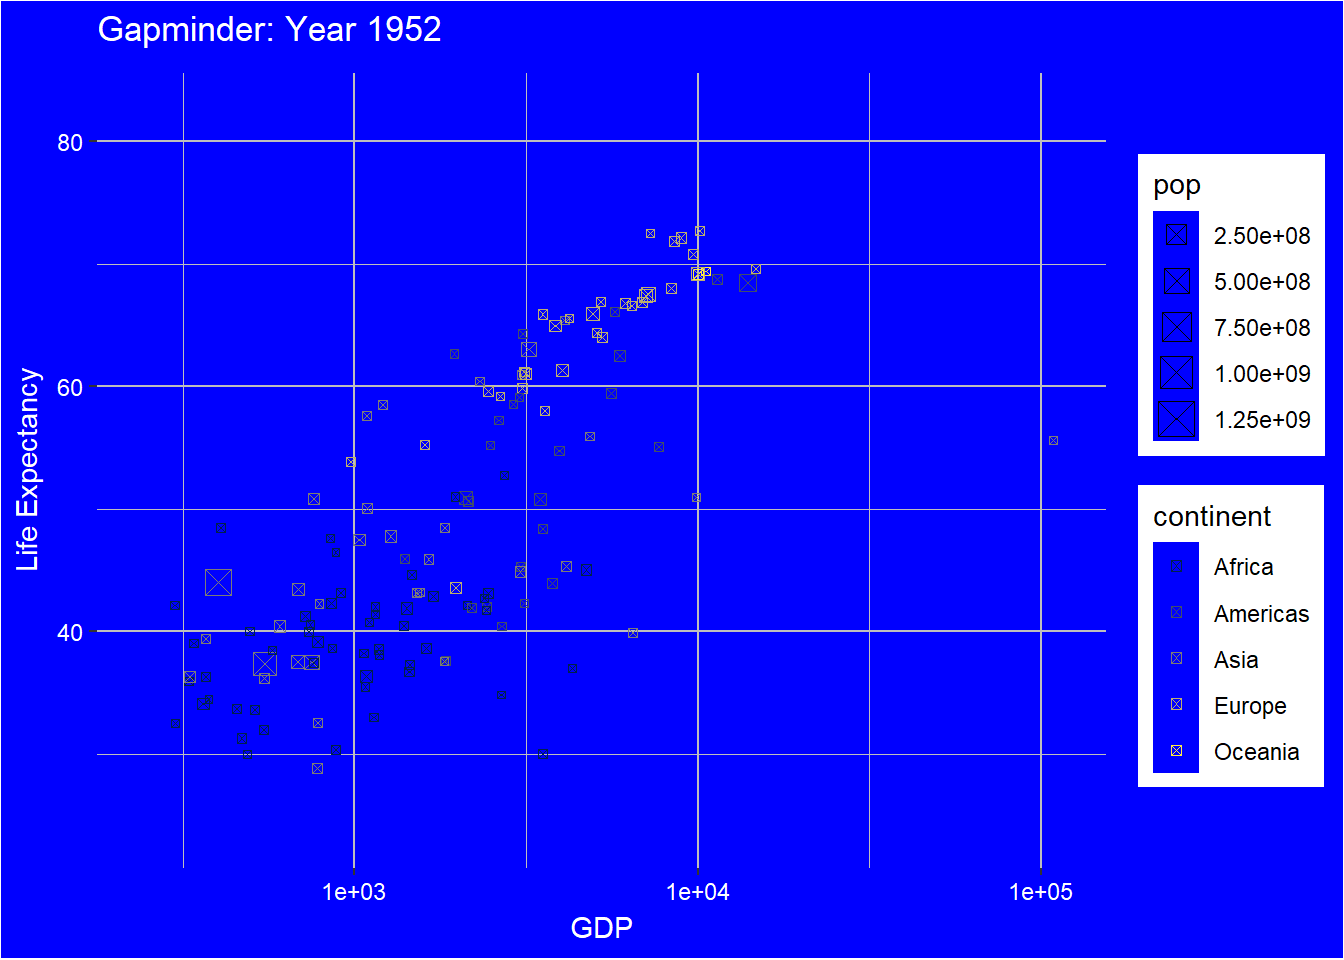 Gapminder: Year 1952
80
60
40
Life Expectancy
1e+03
1e+04
1e+05
GDP
pop
2.50e+08
5.00e+08
7.50e+08
1.00e+09
1.25e+09
continent
Africa
Americas
Asia
Europe
Oceania